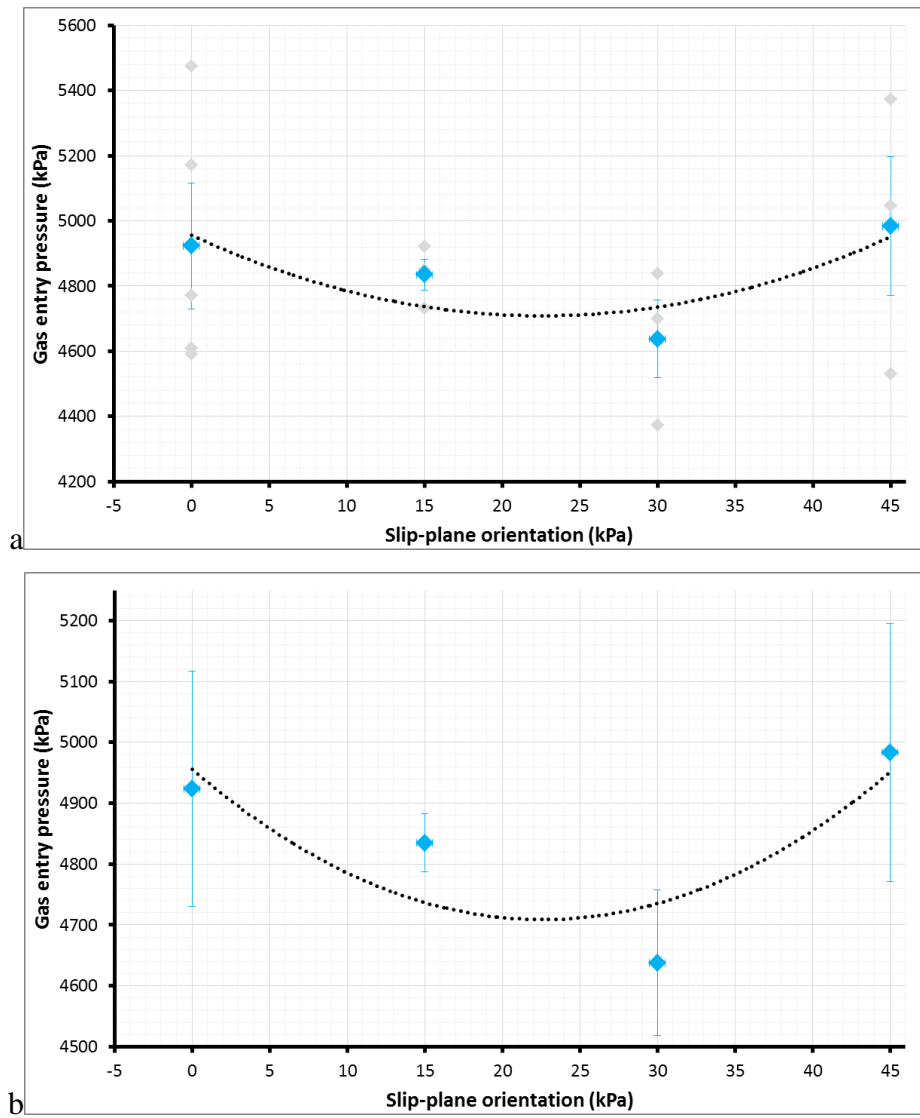 5600
5400
5200
5000
4800
4600
4400
4200
Gas entry pressure (kPa)
-5 0 5 10 15 20 25 30 35 40 45
Slip-plane orientation (kPa)
a
5200
5100
5000
4900
4800
4700
4600
4500
Gas entry pressure (kPa)
-5 0 5 10 15 20 25 30 35 40 45
Slip-plane orientation (kPa)
b